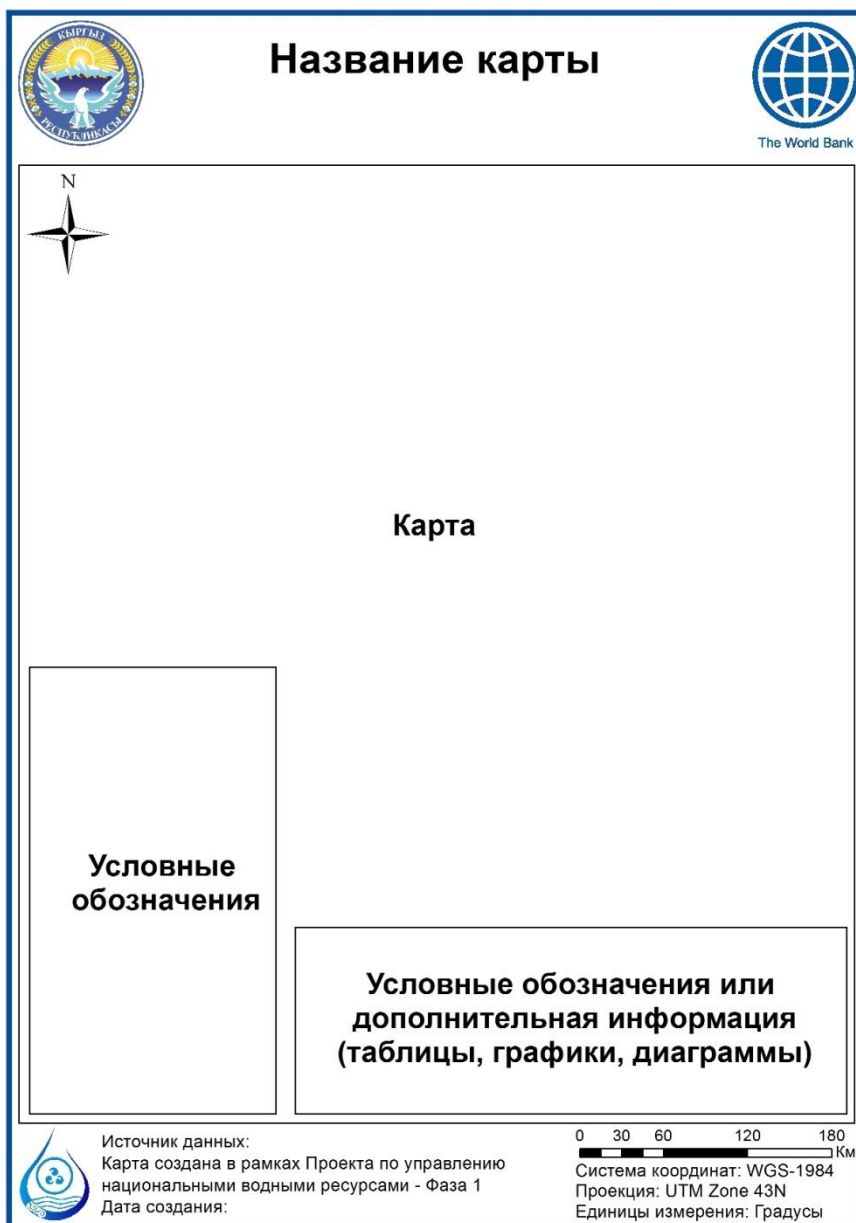 КЫРГЫЗ
РЕСПУБЛИКАСЫ
Название карты
The World Bank
N
Карта
Условные
обозначения
Условные обозначения или
дополнительная информация
(таблицы, графики, диаграммы)
Источник данных:
Карта создана в рамках Проекта по управлению
национальными водными ресурсами - Фаза 1
Дата создания:
0 30 60 120 180
Км
Система координат: WGS-1984
Проекция: UTM Zone 43N
Единицы измерения: Градусы